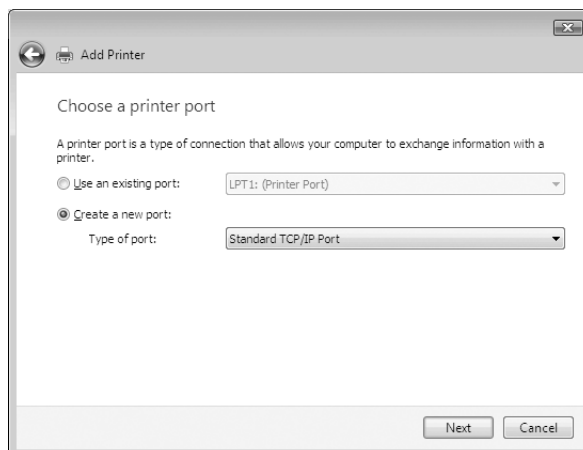 Add Printer
Choose a printer port
A printer port is a type of connection that allows your computer to exchange information with a
printer.
Use an existing port: LPT1: (Printer Port)
Create a new port:
Type of port: Standard TCP/IP Port
Next Cancel